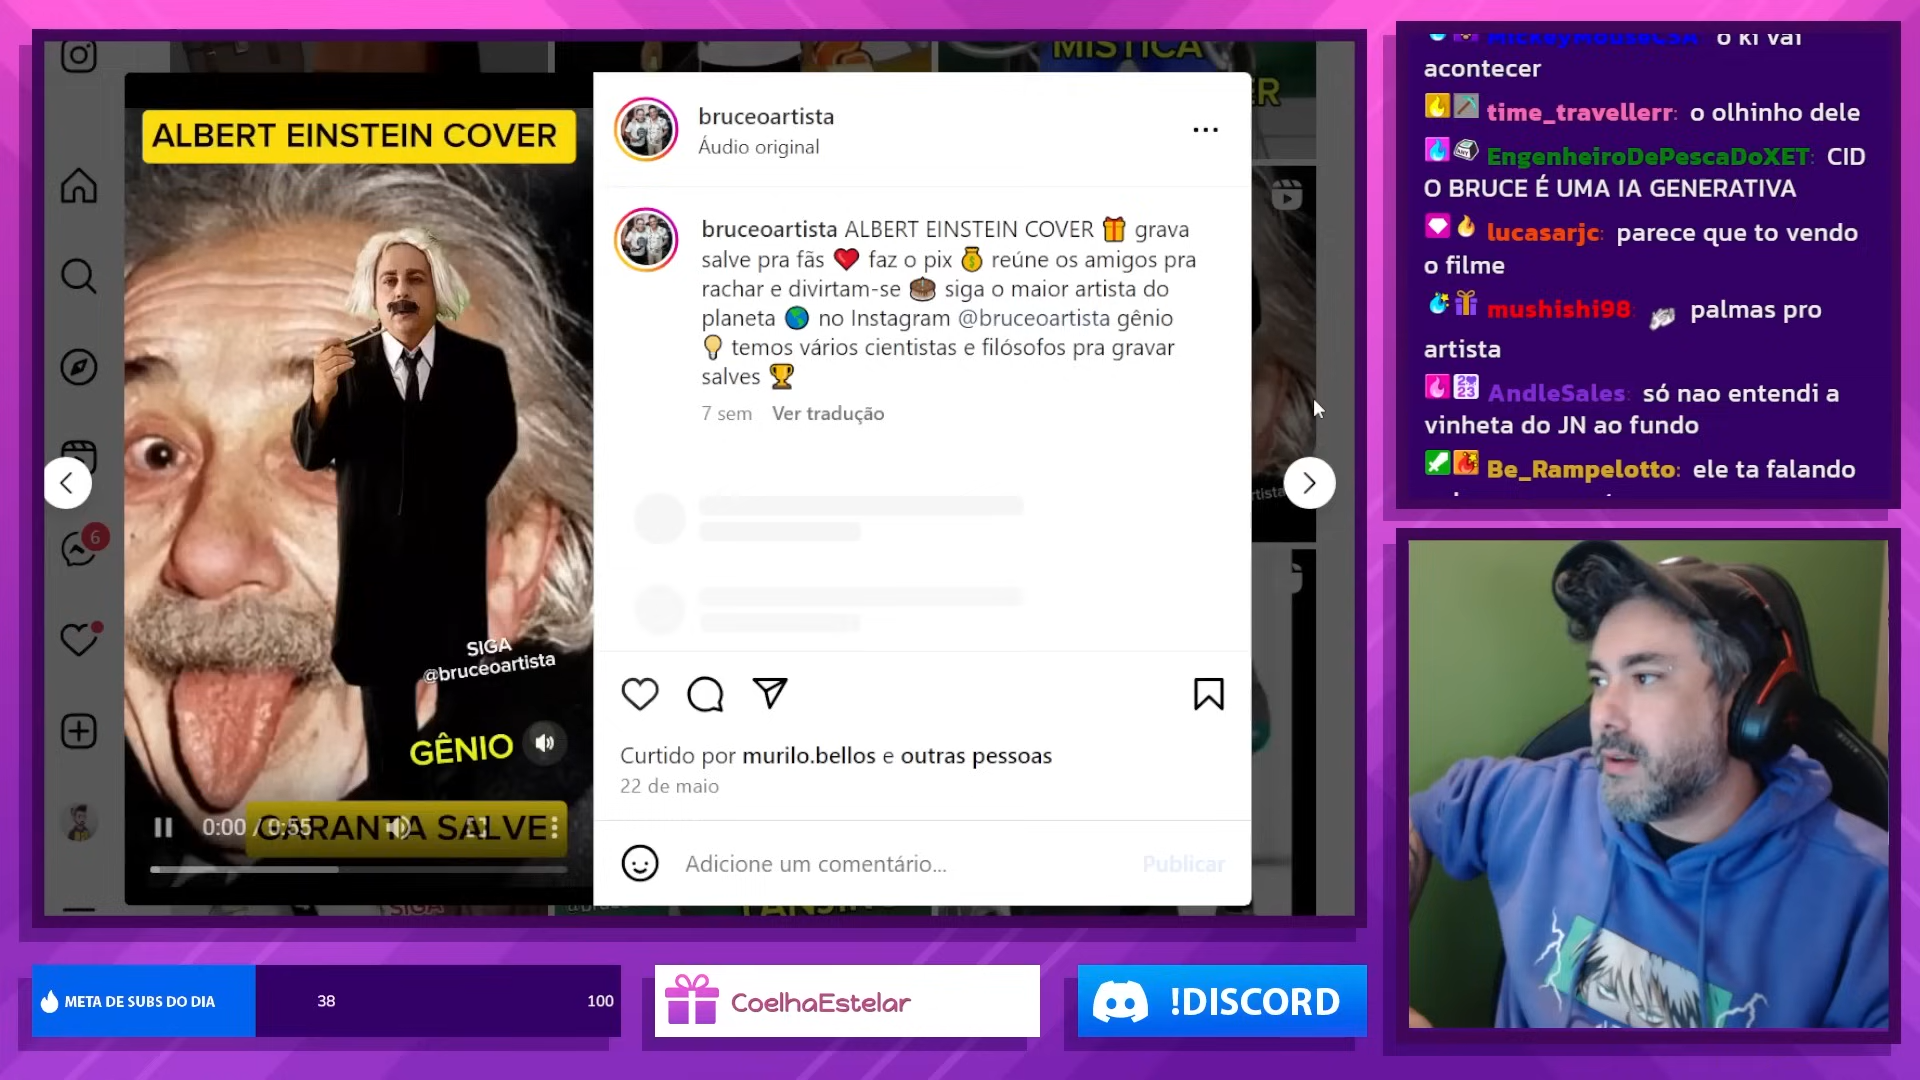 ALBERT EINSTEIN COVER
SIGA
@bruceoartista
GÊNIO
GARANTA SALVE
0:00 / 0:55
6
MÍSTICA
bruceoartista
Áudio original
bruceoartista ALBERT EINSTEIN COVER 🎁 grava
salve pra fãs ❤️ faz o pix 💰 reúne os amigos pra
rachar e divirtam-se 🎂 siga o maior artista do
planeta 🌎 no Instagram @bruceoartista gênio
💡 temos vários cientistas e filósofos pra gravar
salves 🏆
7 sem Ver tradução
Curtido por murilo.bellos e outras pessoas
22 de maio
Adicione um comentário...
Publicar
o ki vai
acontecer
time_travellerr: o olhinho dele
EngenheiroDePescaDoXET: CID
O BRUCE É UMA IA GENERATIVA
lucasarjc: parece que to vendo
o filme
mushishi98: palmas pro
artista
AndleSales: só nao entendi a
vinheta do JN ao fundo
Be_Rampelotto: ele ta falando
META DE SUBS DO DIA
38
100
CoelhaEstelar
!DISCORD